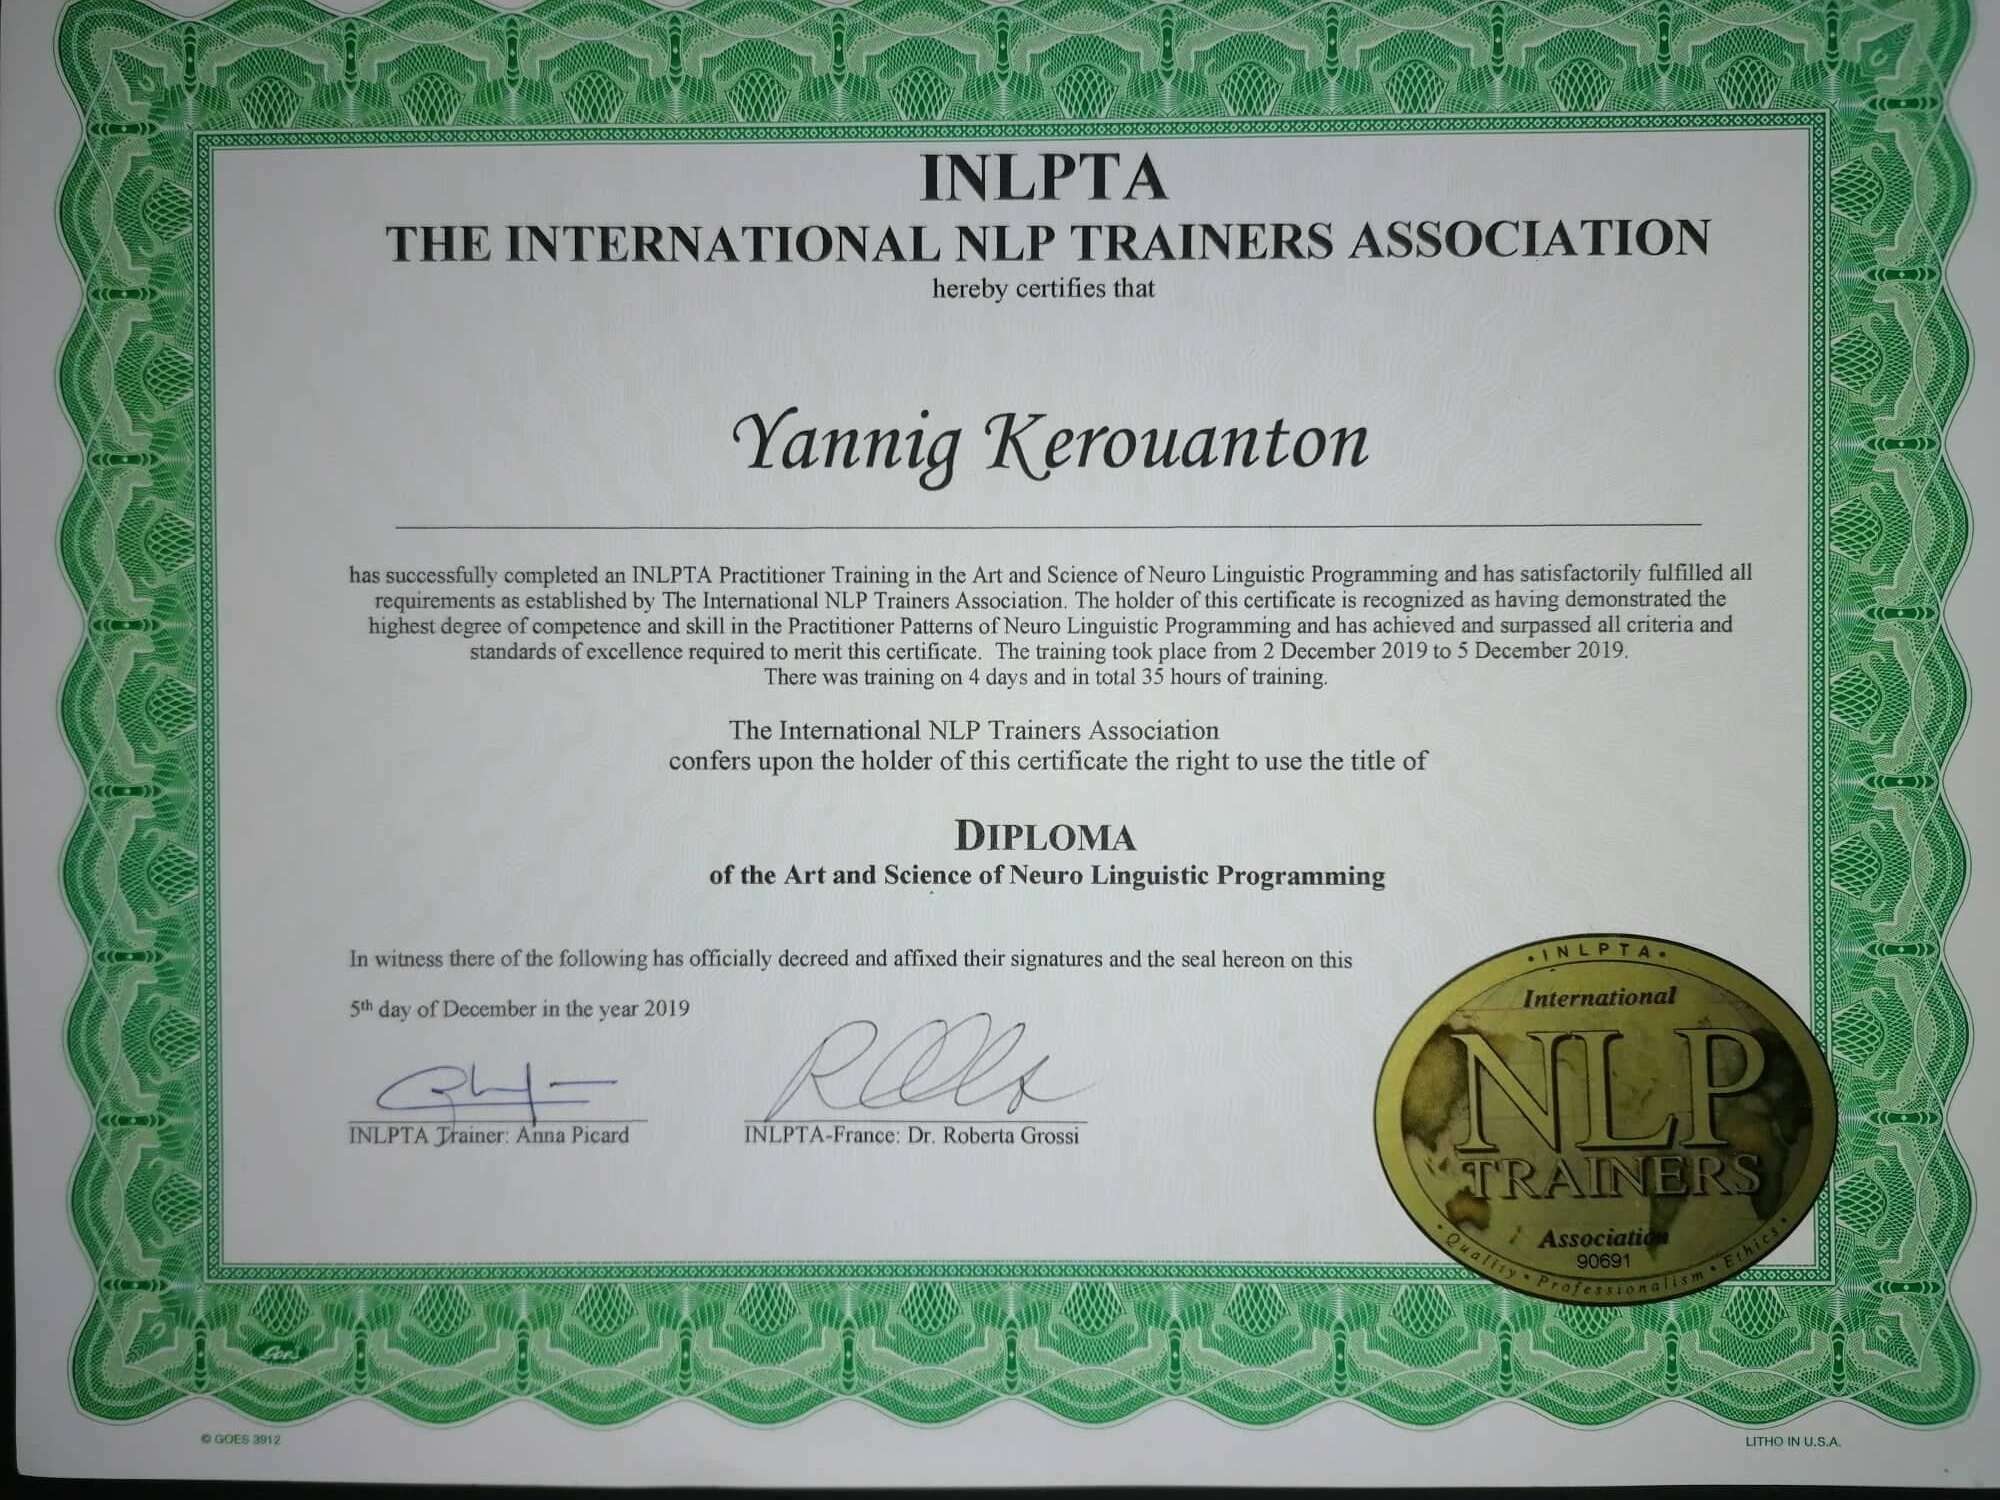 INLPTA
THE INTERNATIONAL NLP TRAINERS ASSOCIATION
hereby certifies that
Yannig Kerouanton
has successfully completed an INLPTA Practitioner Training in the Art and Science of Neuro Linguistic Programming and has satisfactorily fulfilled all
requirements as established by The International NLP Trainers Association. The holder of this certificate is recognized as having demonstrated the
highest degree of competence and skill in the Practitioner Patterns of Neuro Linguistic Programming and has achieved and surpassed all criteria and
standards of excellence required to merit this certificate. The training took place from 2 December 2019 to 5 December 2019.
There was training on 4 days and in total 35 hours of training.
The International NLP Trainers Association
confers upon the holder of this certificate the right to use the title of
DIPLOMA
of the Art and Science of Neuro Linguistic Programming
In witness there of the following has officially decreed and affixed their signatures and the seal hereon on this
5th day of December in the year 2019
INLPTA Trainer: Anna Picard
INLPTA-France: Dr. Roberta Grossi
• INLPTA •
International
NLP
TRAINERS
Association
90691
• Quality • Professionalism • Ethics •
Goes
© GOES 3912
LITHO IN U.S.A.